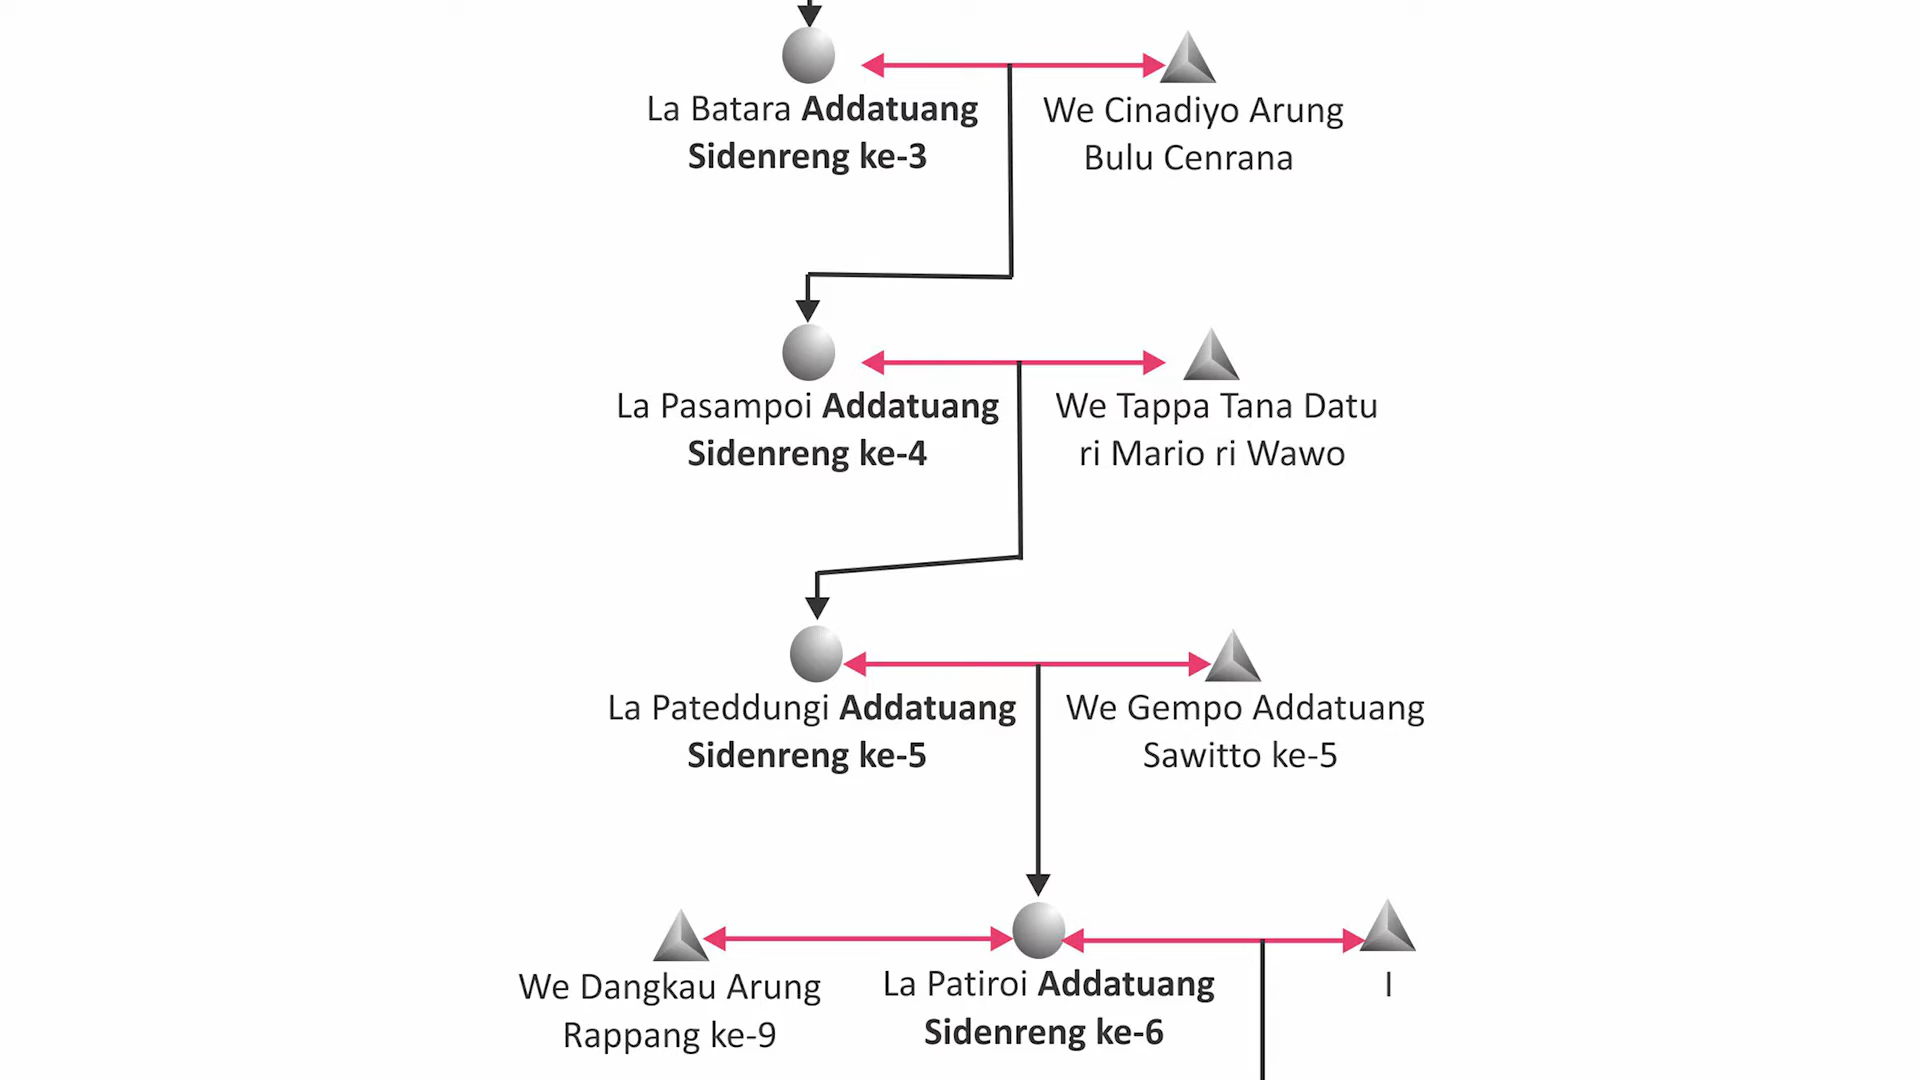 La Batara Addatuang
Sidenreng ke-3
We Cinadiyo Arung
Bulu Cenrana
La Pasampoi Addatuang
Sidenreng ke-4
We Tappa Tana Datu
ri Mario ri Wawo
La Pateddungi Addatuang
Sidenreng ke-5
We Gempo Addatuang
Sawitto ke-5
We Dangkau Arung
Rappang ke-9
La Patiroi Addatuang
Sidenreng ke-6
I